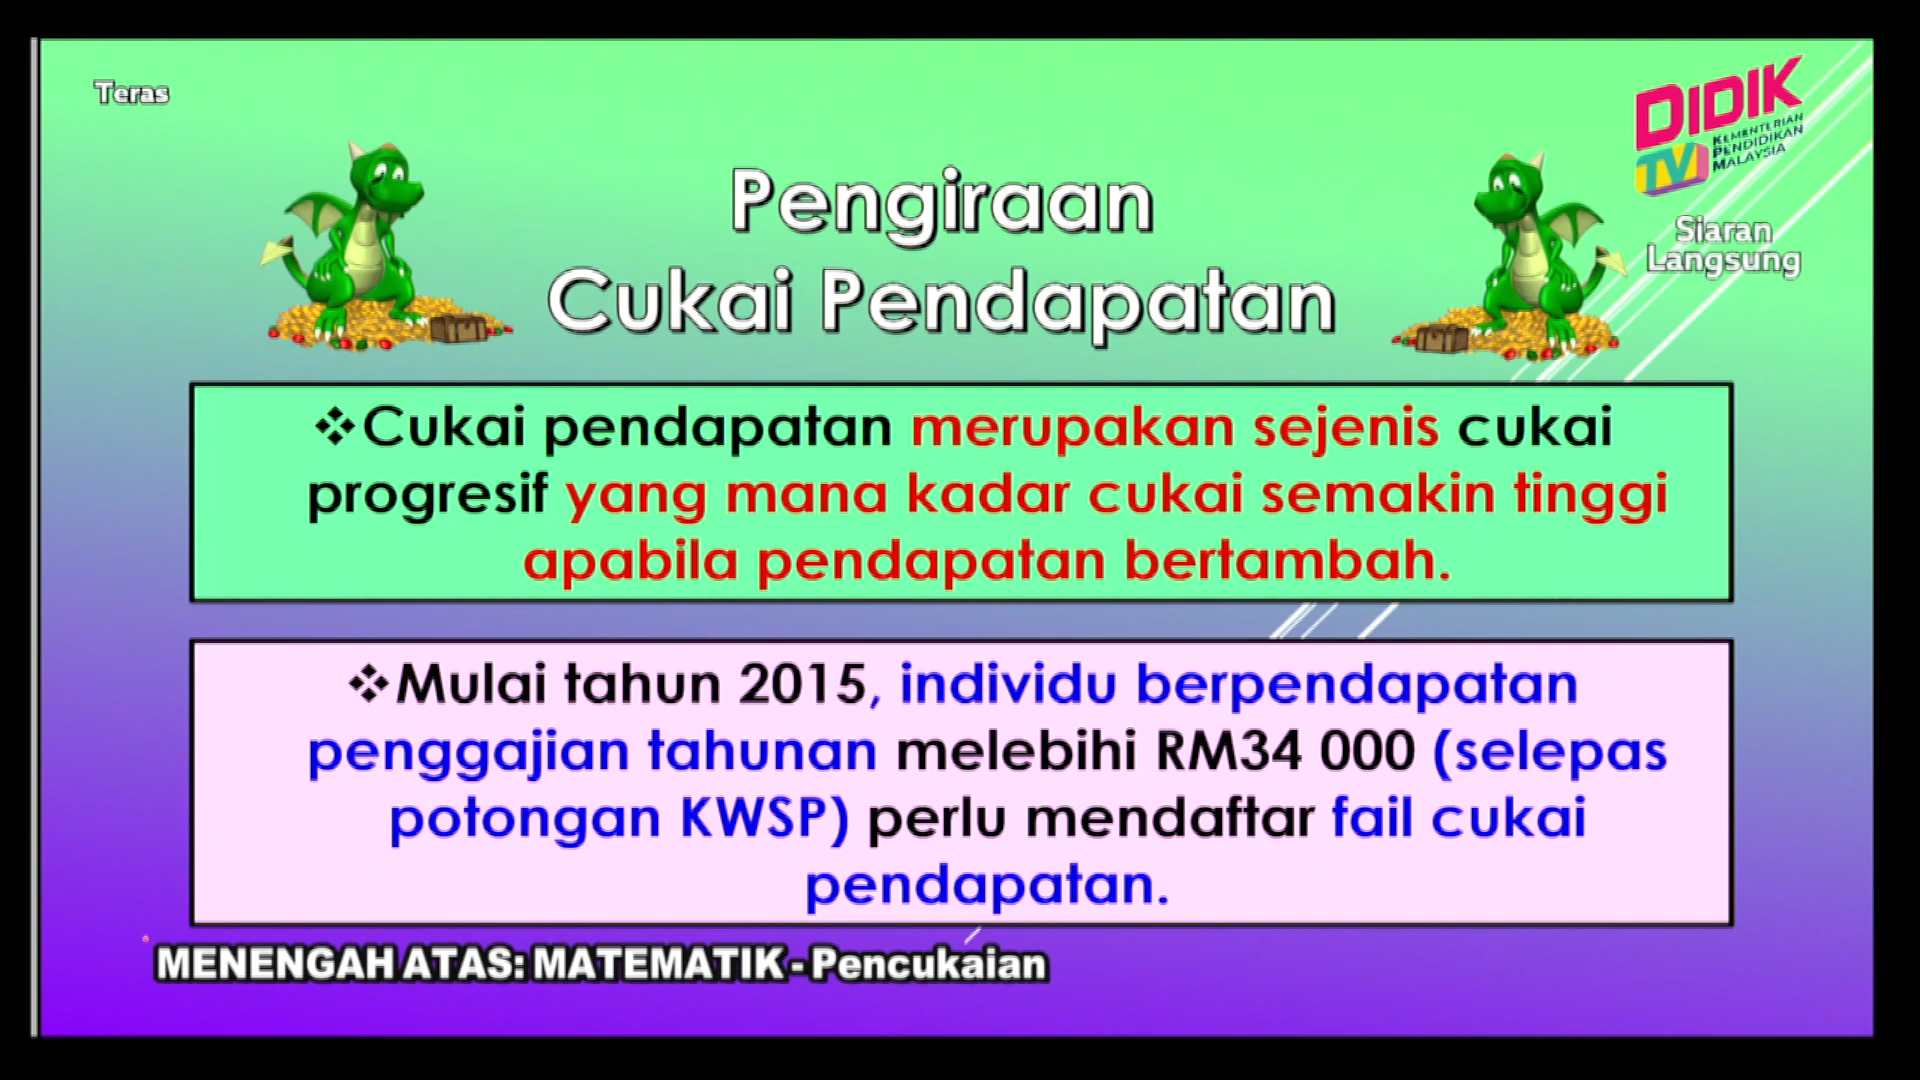 Teras
DIDIK
TV
KEMENTERIAN
PENDIDIKAN
MALAYSIA
Siaran
Langsung
Pengiraan
Cukai Pendapatan
❖Cukai pendapatan merupakan sejenis cukai
progresif yang mana kadar cukai semakin tinggi
apabila pendapatan bertambah.
❖Mulai tahun 2015, individu berpendapatan
penggajian tahunan melebihi RM34 000 (selepas
potongan KWSP) perlu mendaftar fail cukai
pendapatan.
MENENGAH ATAS: MATEMATIK - Pencukaian